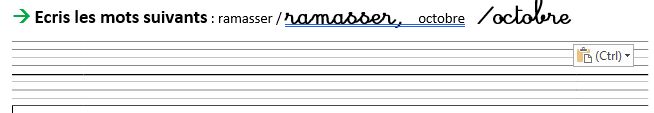 → Ecris les mots suivants : ramasser / ramasser, octobre /octobre
(Ctrl)